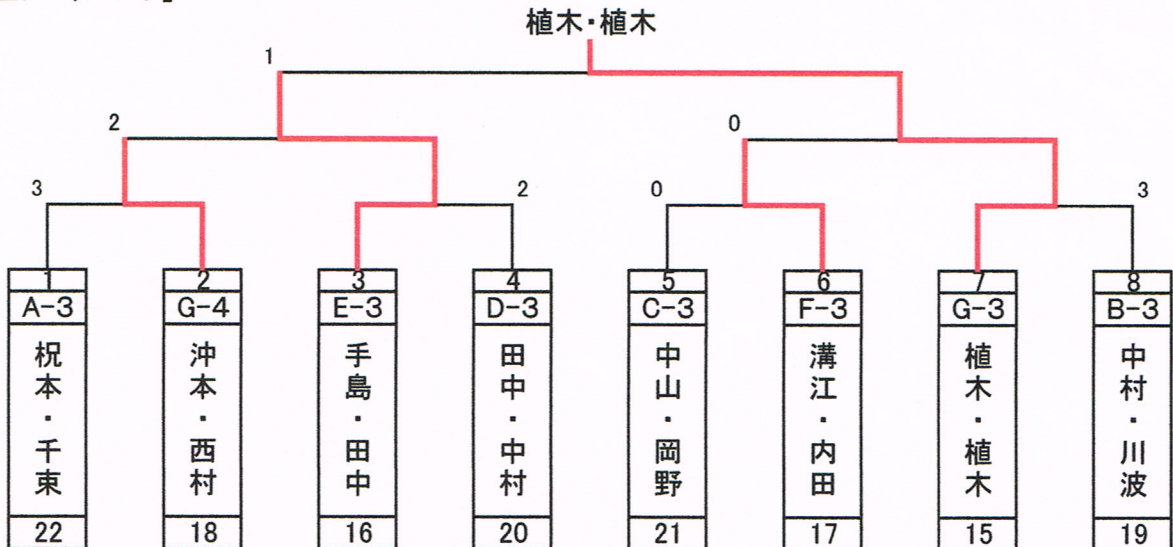 植木・植木
1
2
0
3
2
0
3
1 2 3 4 5 6 7 8
A-3 G-4 E-3 D-3 C-3 F-3 G-3 B-3
祝本・千束
沖本・西村
手島・田中
田中・中村
中山・岡野
溝江・内田
植木・植木
中村・川波
22 18 16 20 21 17 15 19